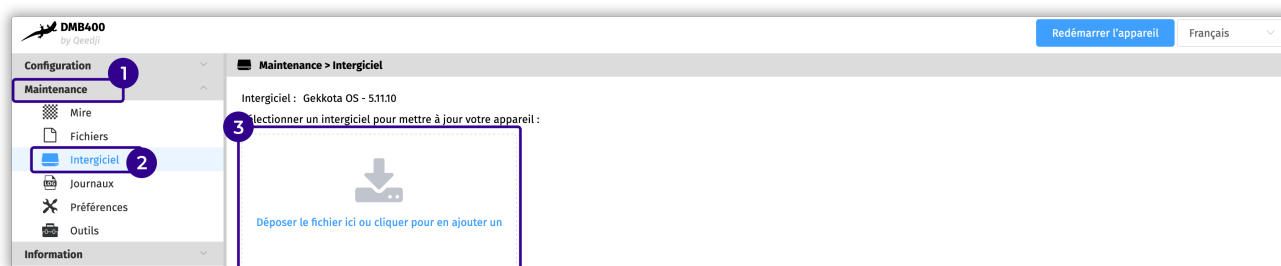 DMB400
by Qeedji
Redémarrer l'appareil
Français
Configuration
1
Maintenance
Mire
Fichiers
Intergiciel
2
LOG
Journaux
Préférences
Outils
Information
Maintenance > Intergiciel
Intergiciel : Gekkota OS - 5.11.10
3
électionner un intergiciel pour mettre à jour votre appareil :
Déposer le fichier ici ou cliquer pour en ajouter un